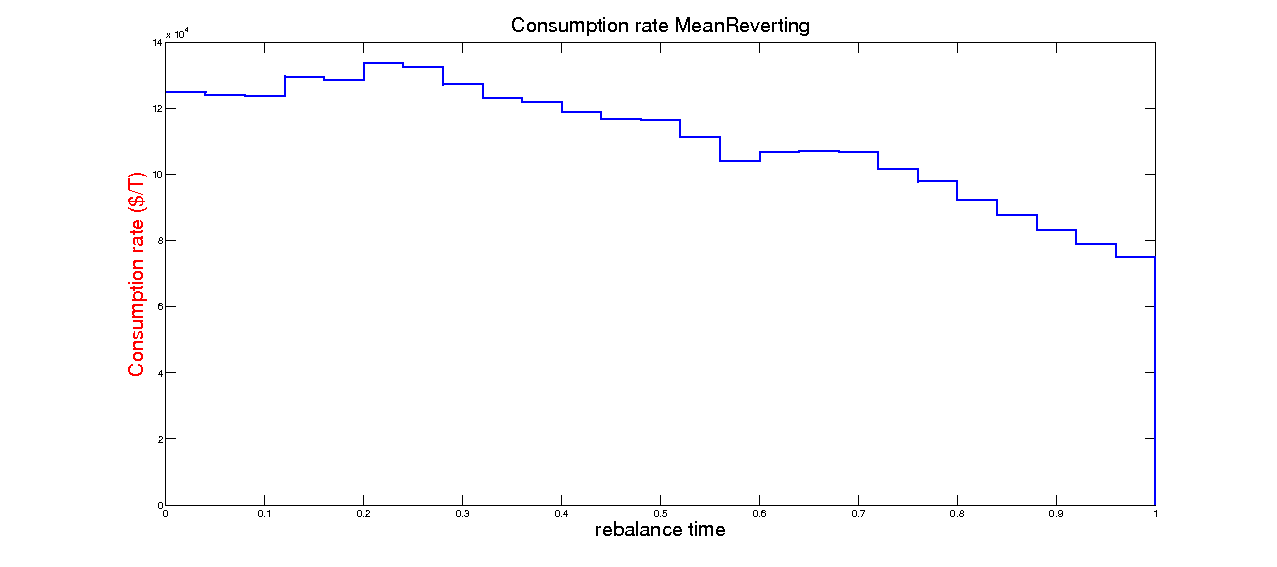 Consumption rate MeanReverting
x 10^4
14
12
10
8
6
4
2
0
Consumption rate ($/T)
0 0.1 0.2 0.3 0.4 0.5 0.6 0.7 0.8 0.9 1
rebalance time